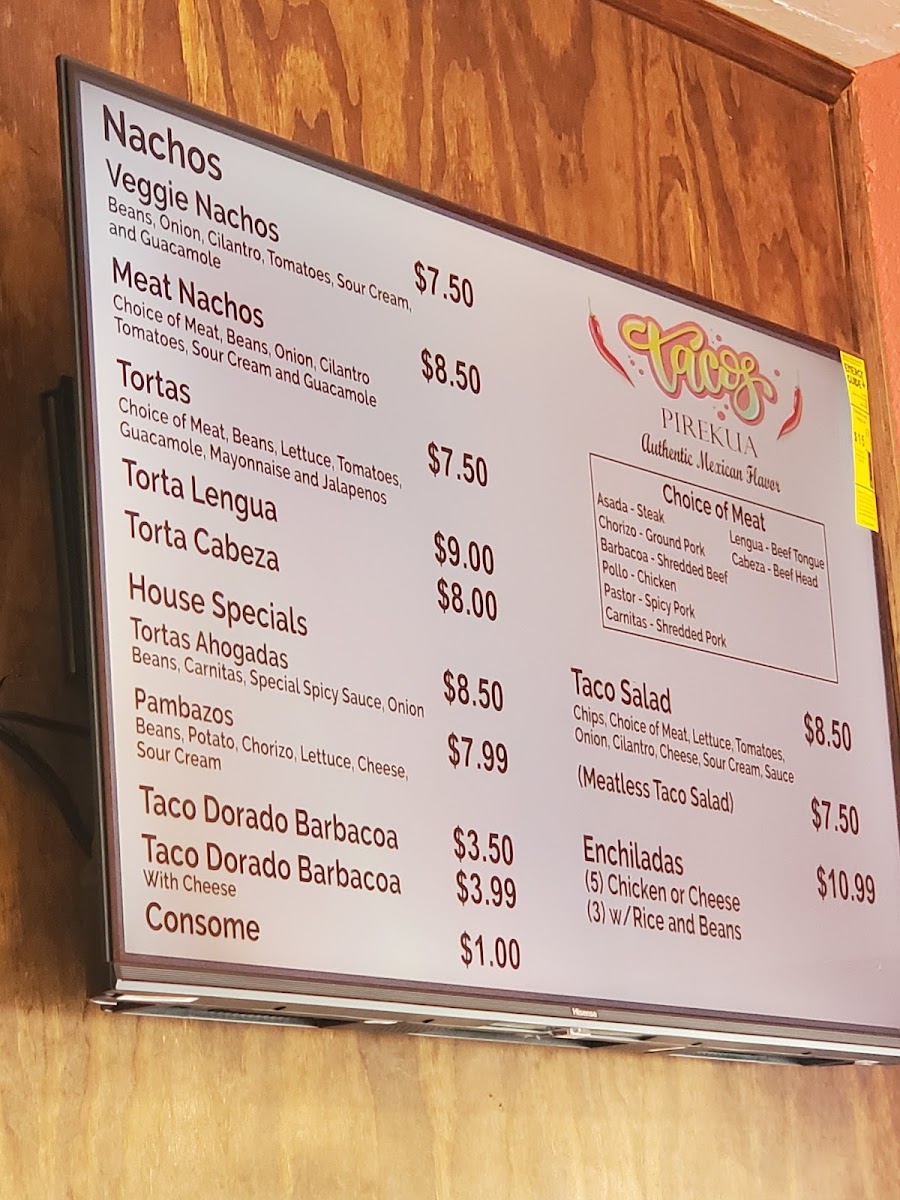 Nachos
Veggie Nachos
Beans, Onion, Cilantro, Tomatoes, Sour Cream,
and Guacamole
$7.50
Meat Nachos
Choice of Meat, Beans, Onion, Cilantro
Tomatoes, Sour Cream and Guacamole
$8.50
Tortas
Choice of Meat, Beans, Lettuce, Tomatoes,
Guacamole, Mayonnaise and Jalapenos
$7.50
Torta Lengua
$9.00
Torta Cabeza
$8.00
House Specials
Tortas Ahogadas
Beans, Carnitas, Special Spicy Sauce, Onion
$8.50
Pambazos
Beans, Potato, Chorizo, Lettuce, Cheese,
Sour Cream
$7.99
Taco Dorado Barbacoa
$3.50
Taco Dorado Barbacoa
With Cheese
$3.99
Consome
$1.00
Tacos
PIREKUA
Authentic Mexican Flavor
Choice of Meat
Asada - Steak
Chorizo - Ground Pork
Barbacoa - Shredded Beef
Pollo - Chicken
Pastor - Spicy Pork
Carnitas - Shredded Pork
Lengua - Beef Tongue
Cabeza - Beef Head
Taco Salad
Chips, Choice of Meat, Lettuce, Tomatoes,
Onion, Cilantro, Cheese, Sour Cream, Sauce
$8.50
(Meatless Taco Salad)
$7.50
Enchiladas
(5) Chicken or Cheese
(3) w/Rice and Beans
$10.99
Hisense
ENERGY
GUIDE
$15